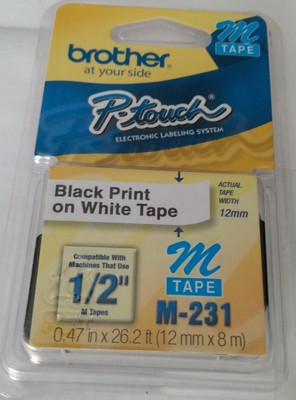 brother
at your side
M
TAPE
P-touch
ELECTRONIC LABELING SYSTEM
Black Print
on White Tape
ACTUAL
TAPE
WIDTH
12mm
Compatible With
Machines That Use
1/2"
M Tapes
M
TAPE
M-231
0.47 in x 26.2 ft (12 mm x 8 m)